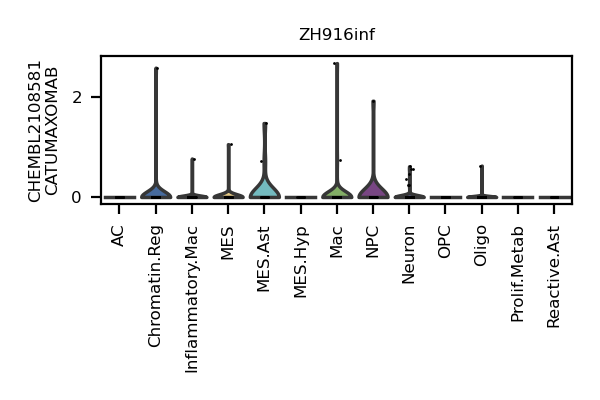 ZH916inf
CHEMBL2108581
CATUMAXOMAB
2
0
AC
Chromatin.Reg
Inflammatory.Mac
MES
MES.Ast
MES.Hyp
Mac
NPC
Neuron
OPC
Oligo
Prolif.Metab
Reactive.Ast